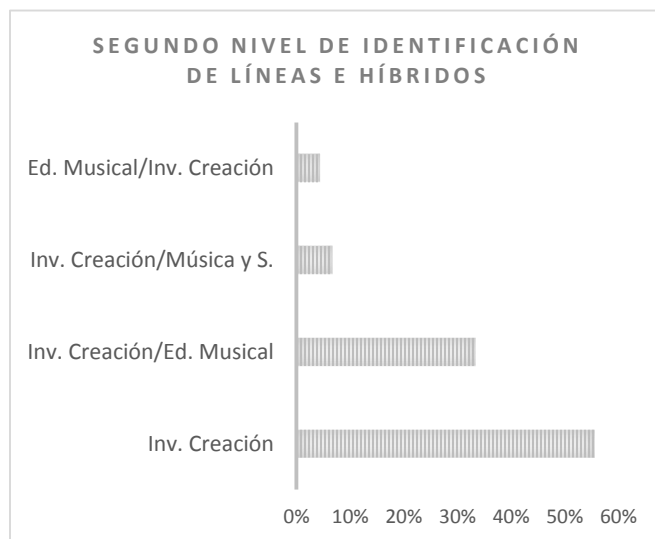 SEGUNDO NIVEL DE IDENTIFICACIÓN
DE LÍNEAS E HÍBRIDOS
Ed. Musical/Inv. Creación
Inv. Creación/Música y S.
Inv. Creación/Ed. Musical
Inv. Creación
0% 10% 20% 30% 40% 50% 60%